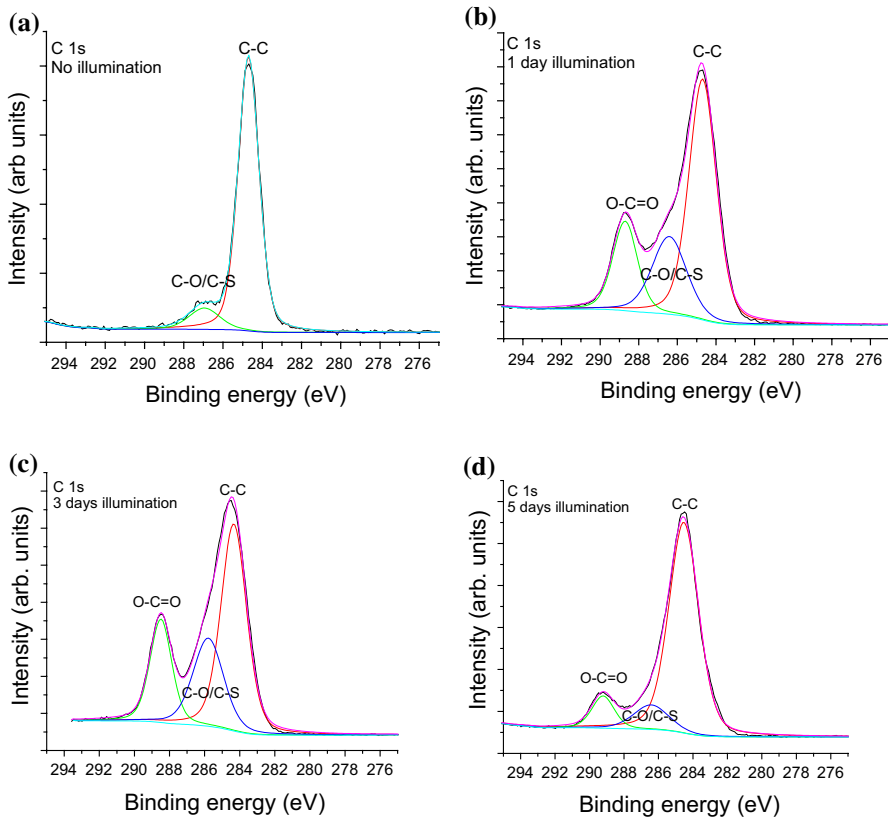 (a)
C 1s
No illumination
C-C
C-O/C-S
Intensity (arb units)
294 292 290 288 286 284 282 280 278 276
Binding energy (eV)
(b)
C 1s
1 day illumination
C-C
O-C=O
C-O/C-S
Intensity (arb. units)
294 292 290 288 286 284 282 280 278 276
Binding energy (eV)
(c)
C 1s
3 days illumination
C-C
O-C=O
C-O/C-S
Intensity (arb. units)
294 292 290 288 286 284 282 280 278 276
Binding energy (eV)
(d)
C 1s
5 days illumination
C-C
O-C=O
C-O/C-S
Intensity (arb. units)
294 292 290 288 286 284 282 280 278 276
Binding energy (eV)